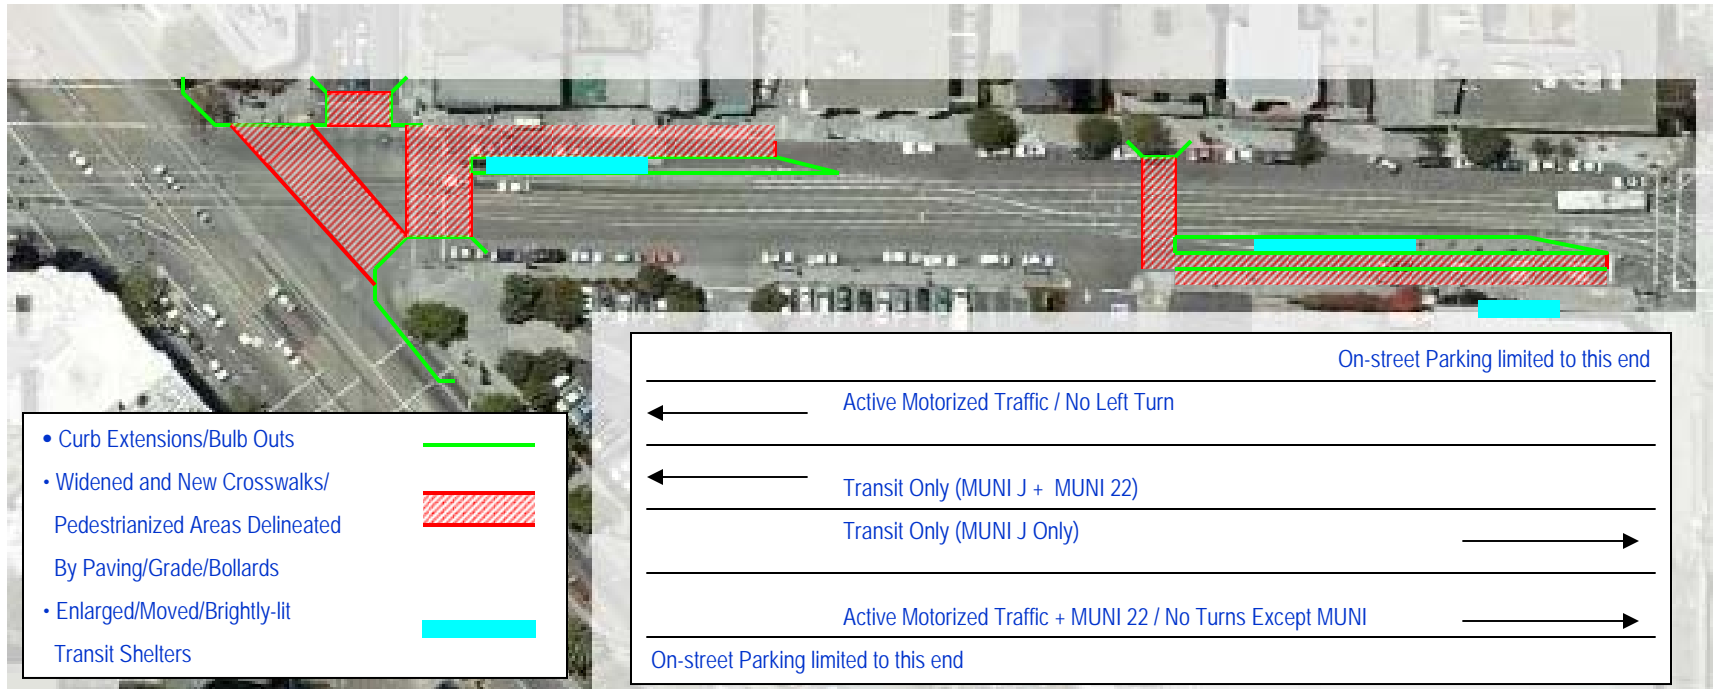 • Curb Extensions/Bulb Outs
• Widened and New Crosswalks/
Pedestrianized Areas Delineated
By Paving/Grade/Bollards
• Enlarged/Moved/Brightly-lit
Transit Shelters
On-street Parking limited to this end
Active Motorized Traffic / No Left Turn
Transit Only (MUNI J + MUNI 22)
Transit Only (MUNI J Only)
Active Motorized Traffic + MUNI 22 / No Turns Except MUNI
On-street Parking limited to this end